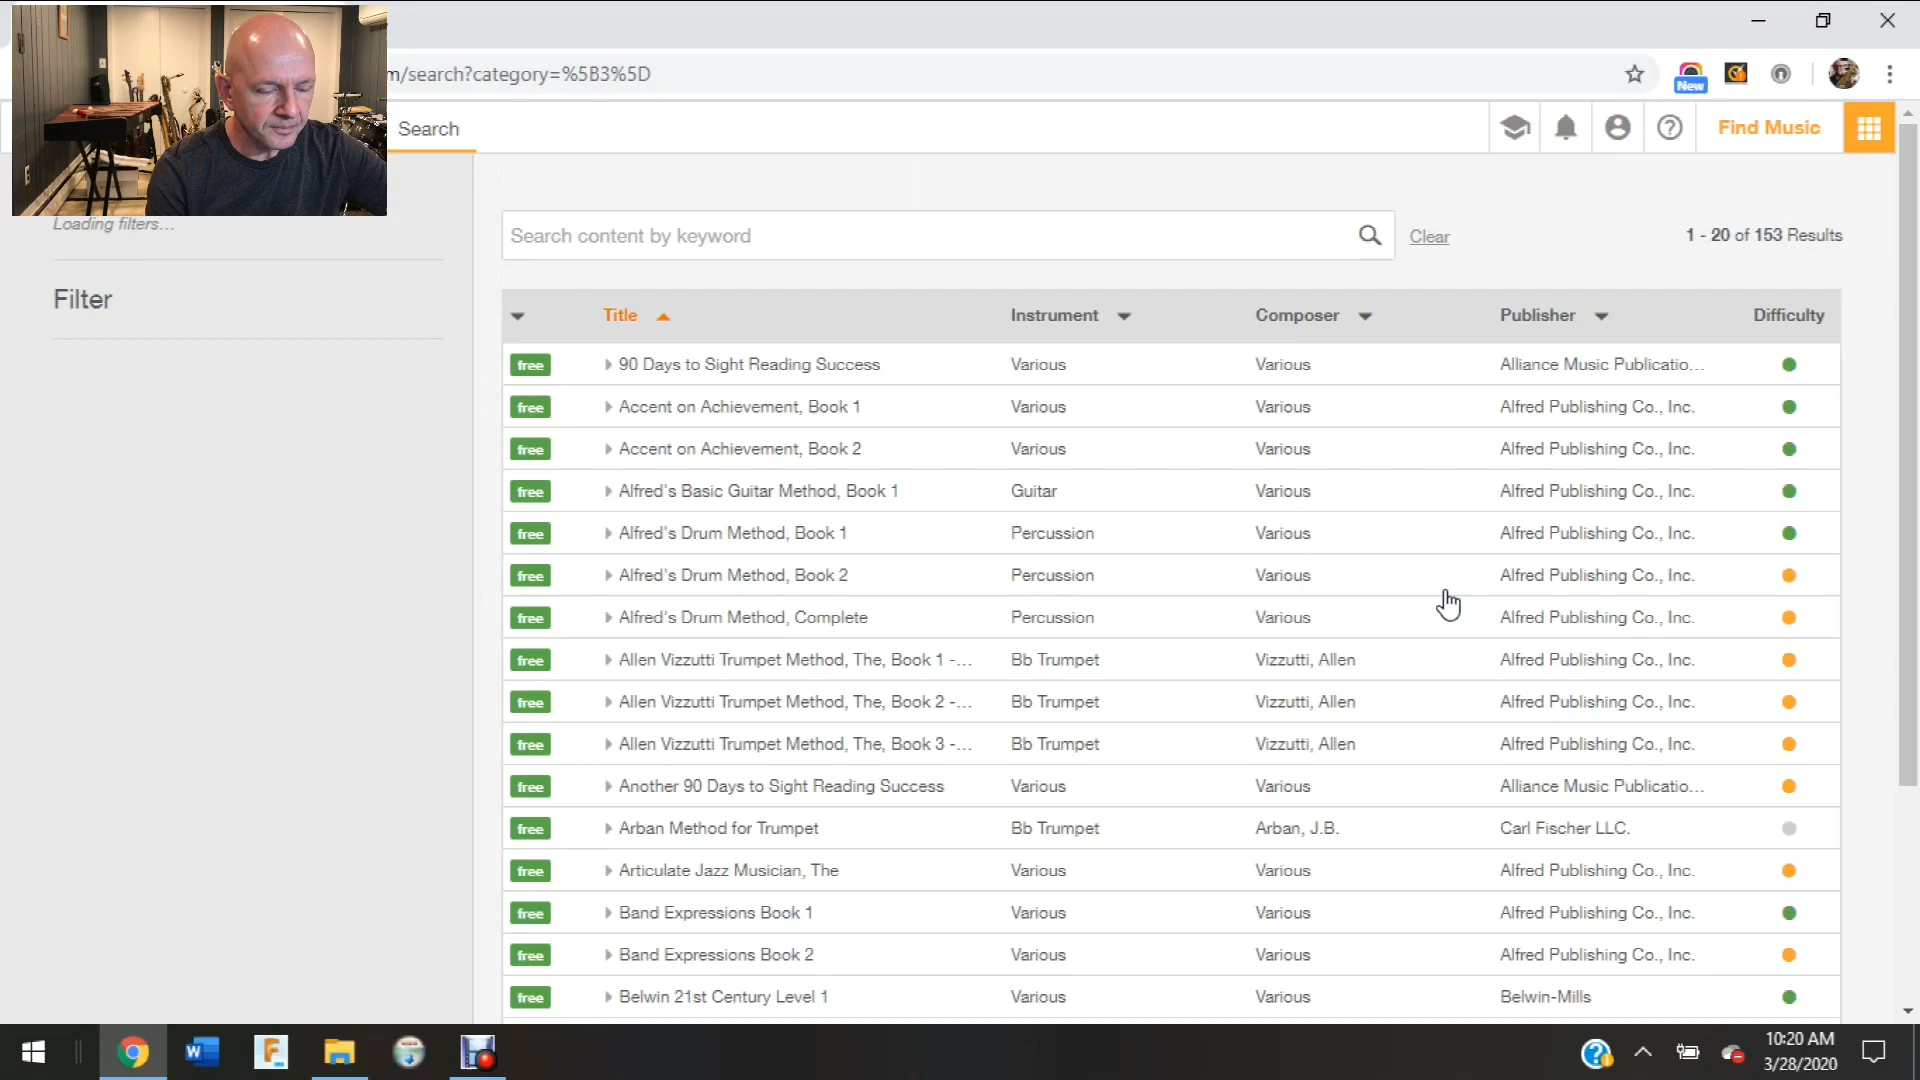 m/search?category=%5B3%5D
New
Search
Find Music
Loading filters...
Search content by keyword
Clear
1 - 20 of 153 Results
Filter
Title Instrument Composer Publisher Difficulty
free 90 Days to Sight Reading Success Various Various Alliance Music Publicatio...
free Accent on Achievement, Book 1 Various Various Alfred Publishing Co., Inc.
free Accent on Achievement, Book 2 Various Various Alfred Publishing Co., Inc.
free Alfred's Basic Guitar Method, Book 1 Guitar Various Alfred Publishing Co., Inc.
free Alfred's Drum Method, Book 1 Percussion Various Alfred Publishing Co., Inc.
free Alfred's Drum Method, Book 2 Percussion Various Alfred Publishing Co., Inc.
free Alfred's Drum Method, Complete Percussion Various Alfred Publishing Co., Inc.
free Allen Vizzutti Trumpet Method, The, Book 1 -... Bb Trumpet Vizzutti, Allen Alfred Publishing Co., Inc.
free Allen Vizzutti Trumpet Method, The, Book 2 -... Bb Trumpet Vizzutti, Allen Alfred Publishing Co., Inc.
free Allen Vizzutti Trumpet Method, The, Book 3 -... Bb Trumpet Vizzutti, Allen Alfred Publishing Co., Inc.
free Another 90 Days to Sight Reading Success Various Various Alliance Music Publicatio...
free Arban Method for Trumpet Bb Trumpet Arban, J.B. Carl Fischer LLC.
free Articulate Jazz Musician, The Various Various Alfred Publishing Co., Inc.
free Band Expressions Book 1 Various Various Alfred Publishing Co., Inc.
free Band Expressions Book 2 Various Various Alfred Publishing Co., Inc.
free Belwin 21st Century Level 1 Various Various Belwin-Mills
10:20 AM
3/28/2020